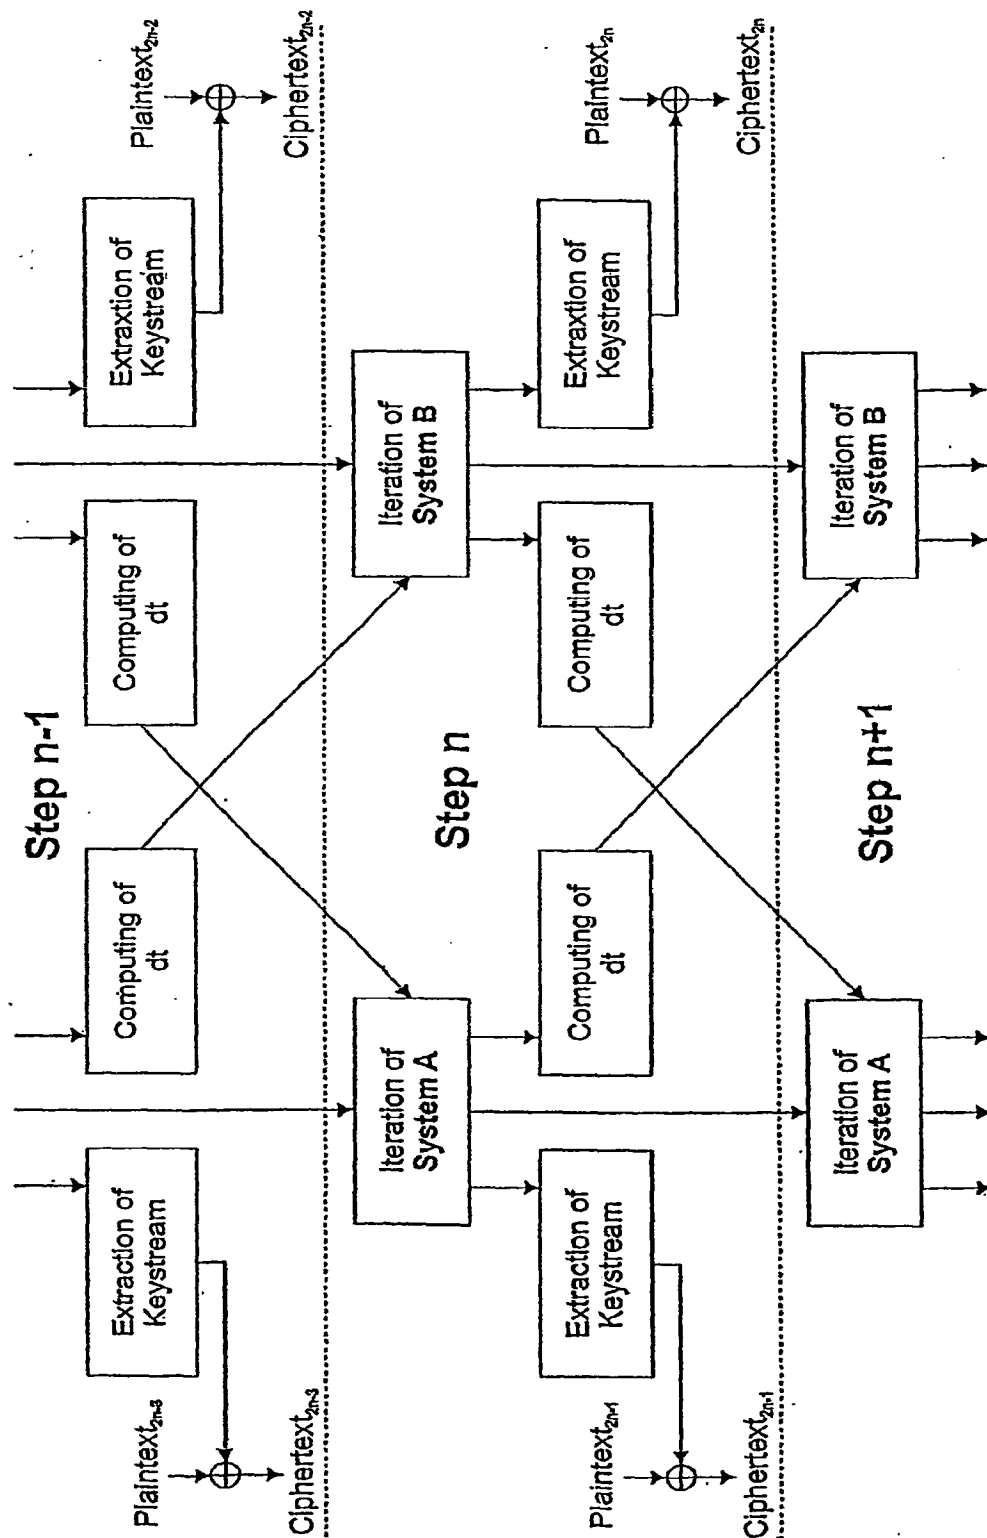 Step n-1
Plaintext2n-3
Extraction of
Keystream
Computing of
dt
Computing of
dt
Extraxtion of
Keystream
Plaintext2n-2
Ciphertext2n-3
Ciphertext2n-2
Iteration of
System A
Step n
Iteration of
System B
Plaintext2n-1
Extraction of
Keystream
Computing of
dt
Computing of
dt
Extraxtion of
Keystream
Plaintext2n
Ciphertext2n-1
Ciphertext2n
Iteration of
System A
Step n+1
Iteration of
System B